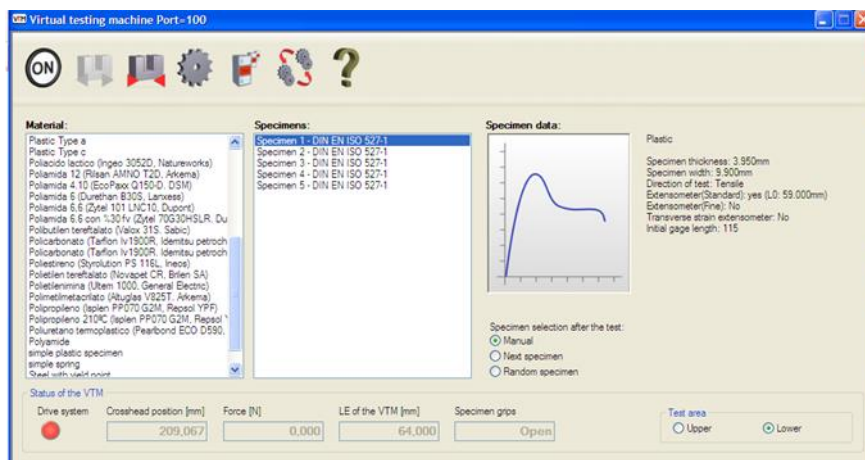 VTM Virtual testing machine Port=100
ON
Material:
Plastic Type a
Plastic Type c
Poliacido lactico (Ingeo 3052D, Natureworks)
Poliamida 12 (Rilsan AMNO T2D, Arkema)
Poliamida 4.10 (EcoPaxx Q150-D. DSM)
Poliamida 6 (Durethan B30S, Lanxess)
Poliamida 6,6 (Zytel 101 LNC10, Dupont)
Poliamida 6.6 con %30fv (Zytel 70G30HSLR. Du
Polibutilen tereftalato (Valox 31S. Sabic)
Policarbonato (Tarflon Iv1900R. Idemitsu petroch
Policarbonato (Tarflon Iv1900R. Idemitsu petroch
Poliestireno (Styrolution PS 116L, Ineos)
Polietilen tereftalato (Novapet CR, Brilen SA)
Polietilenimina (Utem 1000. General Electric)
Polimetilmetacrilato (Altuglas V825T. Arkema)
Polipropileno (Isplen PP070 G2M, Repsol YPF)
Polipropileno 210ºC (Isplen PP070 G2M, Repsol
Poliuretano termoplastico (Pearbond ECO D590,
Polyamide
simple plastic specimen
simple spring
Steel with yield point
Specimens:
Specimen 1 - DIN EN ISO 527-1
Specimen 2 - DIN EN ISO 527-1
Specimen 3 - DIN EN ISO 527-1
Specimen 4 - DIN EN ISO 527-1
Specimen 5 - DIN EN ISO 527-1
Specimen data:
Plastic
Specimen thickness: 3.950mm
Specimen width: 9.900mm
Direction of test: Tensile
Extensometer(Standard): yes (L0: 59.000mm)
Extensometer(Fine): No
Transverse strain extensometer: No
Initial gage length: 115
Specimen selection after the test:
Manual
Next specimen
Random specimen
Status of the VTM
Drive system
Crosshead position [mm]
209,067
Force [N]
0,000
LE of the VTM [mm]
64,000
Specimen grips
Open
Test area
Upper
Lower